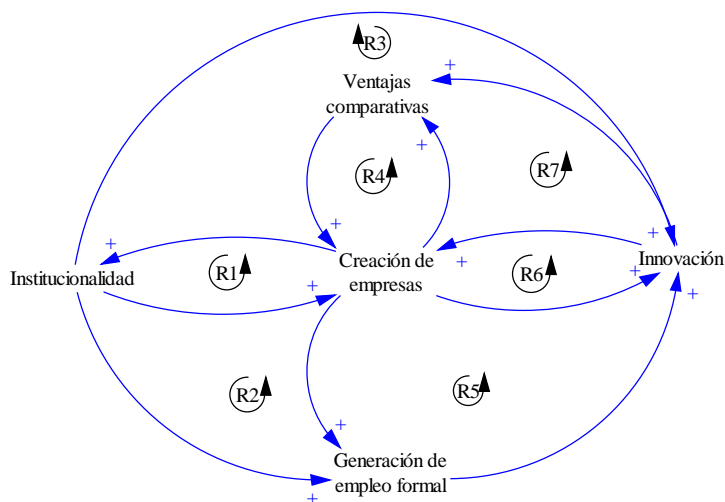 R3
+
Ventajas
comparativas
+
R4
R7
+
+
+
+
Institucionalidad
R1
Creación de
empresas
+
R6
+
Innovación
+
+
R2
R5
+
Generación de
empleo formal
+